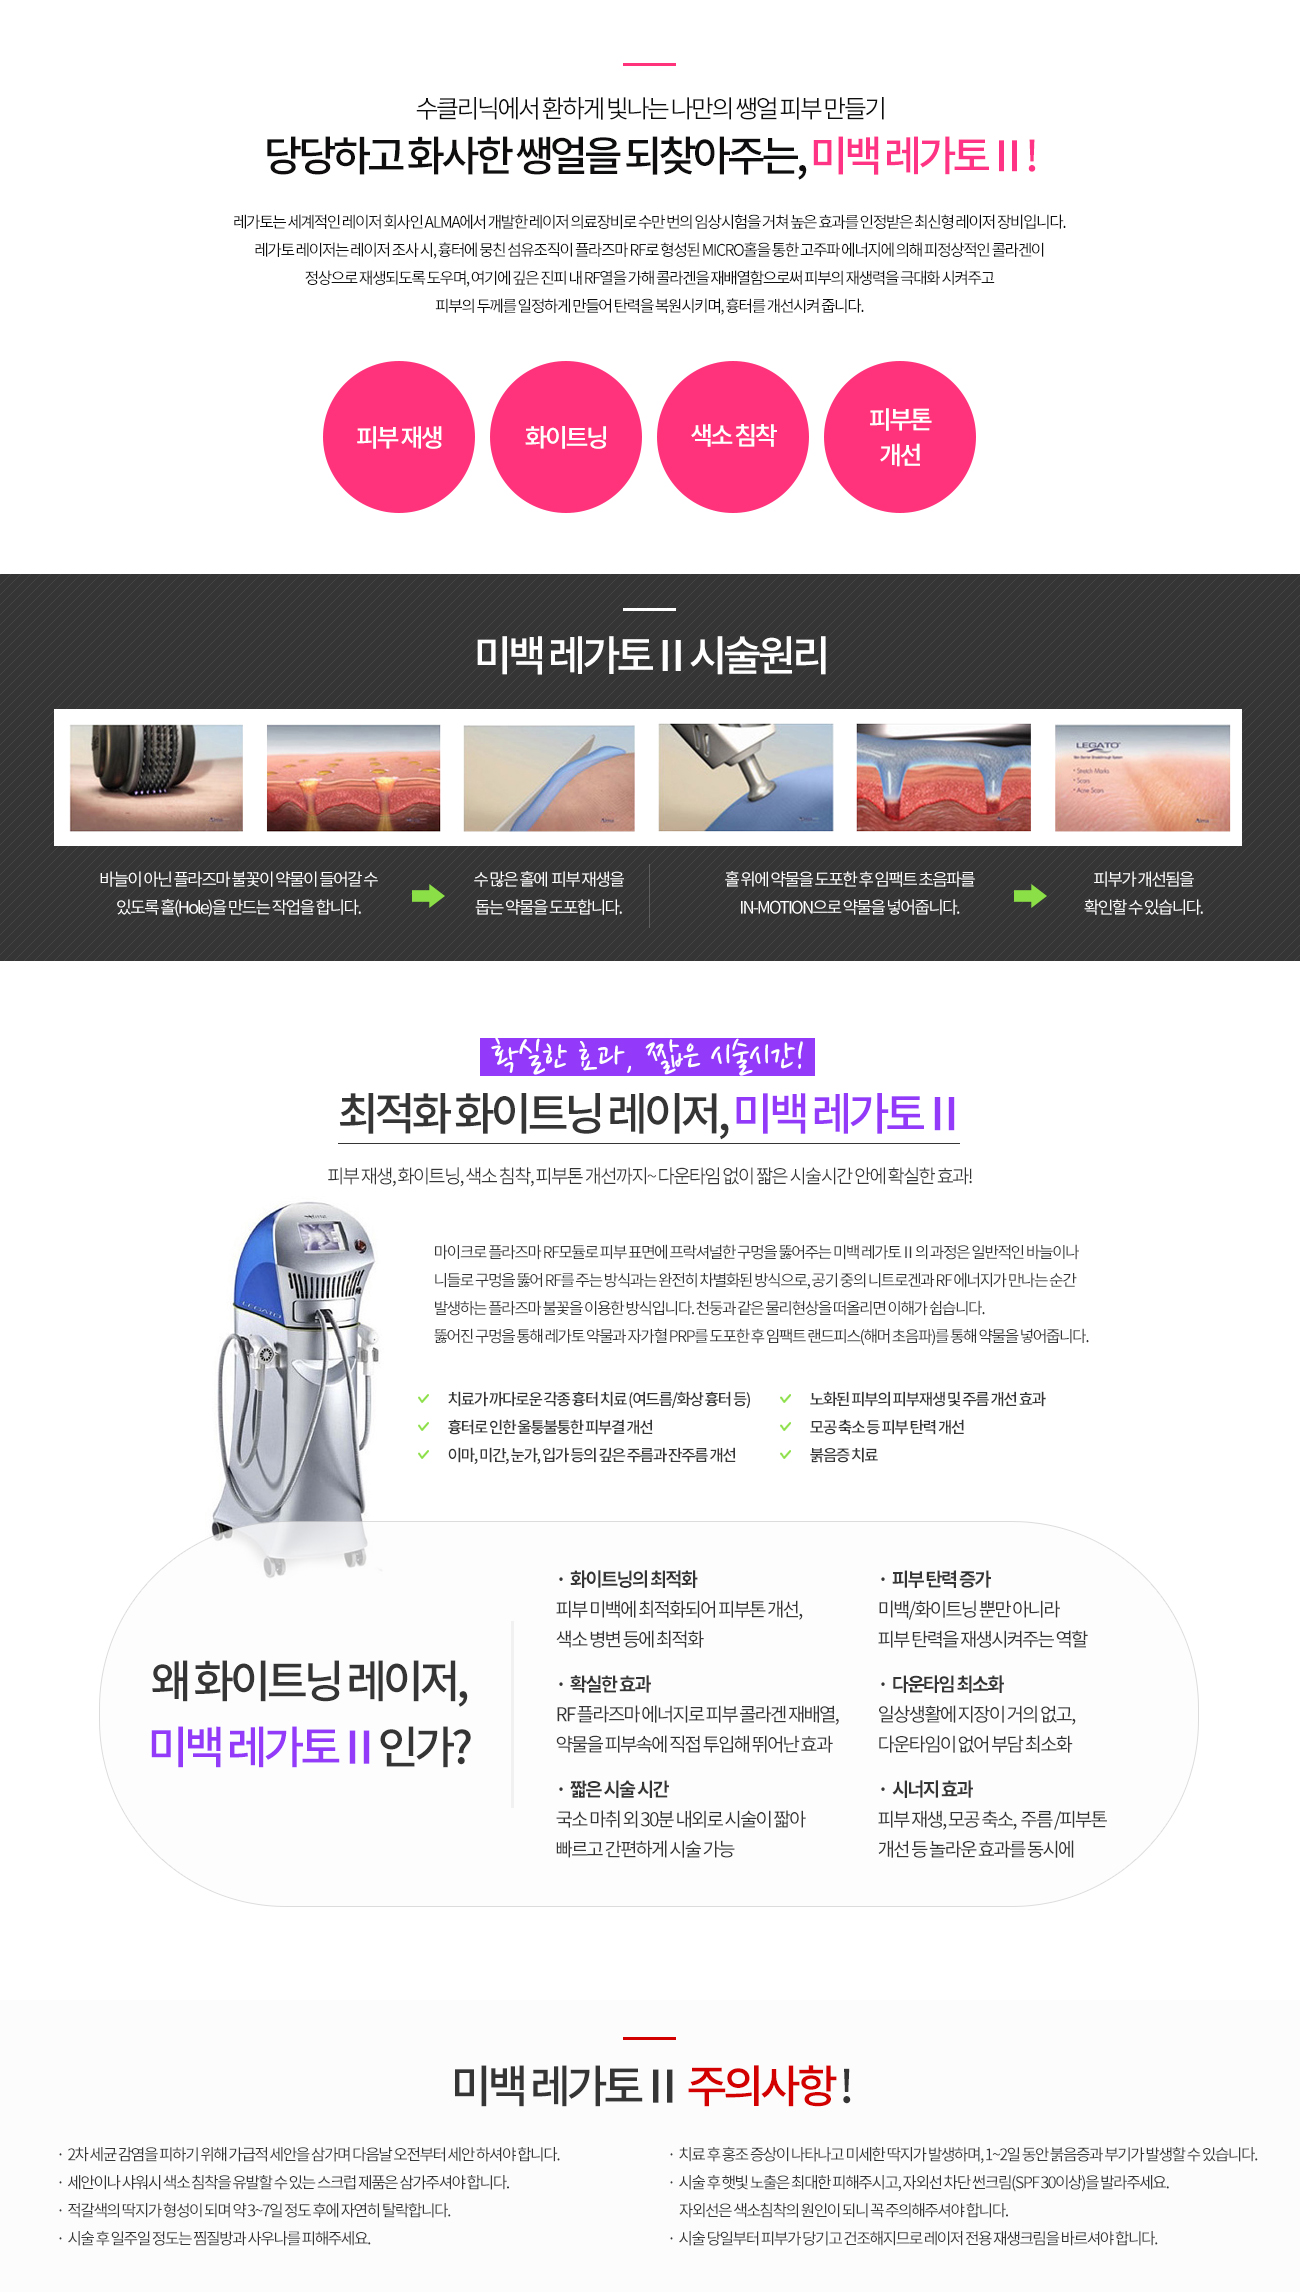 수클리닉에서 환하게 빛나는 나만의 쌩얼 피부 만들기
당당하고 화사한 쌩얼을 되찾아주는, 미백 레가토 II !
레가토는 세계적인 레이저 회사인 ALMA에서 개발한 레이저 의료장비로 수만 번의 임상시험을 거쳐 높은 효과를 인정받은 최신형 레이저 장비입니다.
레가토 레이저는 레이저 조사 시, 흉터에 뭉친 섬유조직이 플라즈마 RF로 형성된 MICRO홀을 통한 고주파 에너지에 의해 피정상적인 콜라겐이
정상으로 재생되도록 도우며, 여기에 깊은 진피 내 RF열을 가해 콜라겐을 재배열함으로써 피부의 재생력을 극대화 시켜주고
피부의 두께를 일정하게 만들어 탄력을 복원시키며, 흉터를 개선시켜 줍니다.
피부 재생
화이트닝
색소 침착
피부톤
개선
미백 레가토 II 시술원리
LEGATO
Stretch Marks
Scars
Acne Scars
바늘이 아닌 플라즈마 불꽃이 약물이 들어갈 수
있도록 홀(Hole)을 만드는 작업을 합니다.
수 많은 홀에 피부 재생을
돕는 약물을 도포합니다.
홀 위에 약물을 도포한 후 임팩트 초음파를
IN-MOTION으로 약물을 넣어줍니다.
피부가 개선됨을
확인할 수 있습니다.
확실한 효과, 짧은 시술시간!
최적화 화이트닝 레이저, 미백 레가토 II
피부 재생, 화이트닝, 색소 침착, 피부톤 개선까지~ 다운타임 없이 짧은 시술시간 안에 확실한 효과!
LEGATO
마이크로 플라즈마 RF모듈로 피부 표면에 프락셔널한 구멍을 뚫어주는 미백 레가토 II 의 과정은 일반적인 바늘이나
니들로 구멍을 뚫어 RF를 주는 방식과는 완전히 차별화된 방식으로, 공기 중의 니트로겐과 RF 에너지가 만나는 순간
발생하는 플라즈마 불꽃을 이용한 방식입니다. 천둥과 같은 물리현상을 떠올리면 이해가 쉽습니다.
뚫어진 구멍을 통해 레가토 약물과 자가혈 PRP를 도포한 후 임팩트 랜드피스(해머 초음파)를 통해 약물을 넣어줍니다.
치료가 까다로운 각종 흉터 치료 (여드름/화상 흉터 등)
흉터로 인한 울퉁불퉁한 피부결 개선
이마, 미간, 눈가, 입가 등의 깊은 주름과 잔주름 개선
노화된 피부의 피부재생 및 주름 개선 효과
모공 축소 등 피부 탄력 개선
붉음증 치료
왜 화이트닝 레이저,
미백 레가토 II 인가?
· 화이트닝의 최적화
피부 미백에 최적화되어 피부톤 개선,
색소 병변 등에 최적화
· 확실한 효과
RF 플라즈마 에너지로 피부 콜라겐 재배열,
약물을 피부속에 직접 투입해 뛰어난 효과
· 짧은 시술 시간
국소 마취 외 30분 내외로 시술이 짧아
빠르고 간편하게 시술 가능
· 피부 탄력 증가
미백/화이트닝 뿐만 아니라
피부 탄력을 재생시켜주는 역할
· 다운타임 최소화
일상생활에 지장이 거의 없고,
다운타임이 없어 부담 최소화
· 시너지 효과
피부 재생, 모공 축소, 주름 /피부톤
개선 등 놀라운 효과를 동시에
미백 레가토 II 주의사항 !
· 2차 세균 감염을 피하기 위해 가급적 세안을 삼가며 다음날 오전부터 세안 하셔야 합니다.
· 세안이나 샤워시 색소 침착을 유발할 수 있는 스크럽 제품은 삼가주셔야 합니다.
· 적갈색의 딱지가 형성이 되며 약 3~7일 정도 후에 자연히 탈락합니다.
· 시술 후 일주일 정도는 찜질방과 사우나를 피해주세요.
· 치료 후 홍조 증상이 나타나고 미세한 딱지가 발생하며, 1~2일 동안 붉음증과 부기가 발생할 수 있습니다.
· 시술 후 햇빛 노출은 최대한 피해주시고, 자외선 차단 썬크림(SPF 30이상)을 발라주세요.
자외선은 색소침착의 원인이 되니 꼭 주의해주셔야 합니다.
· 시술 당일부터 피부가 당기고 건조해지므로 레이저 전용 재생크림을 바르셔야 합니다.